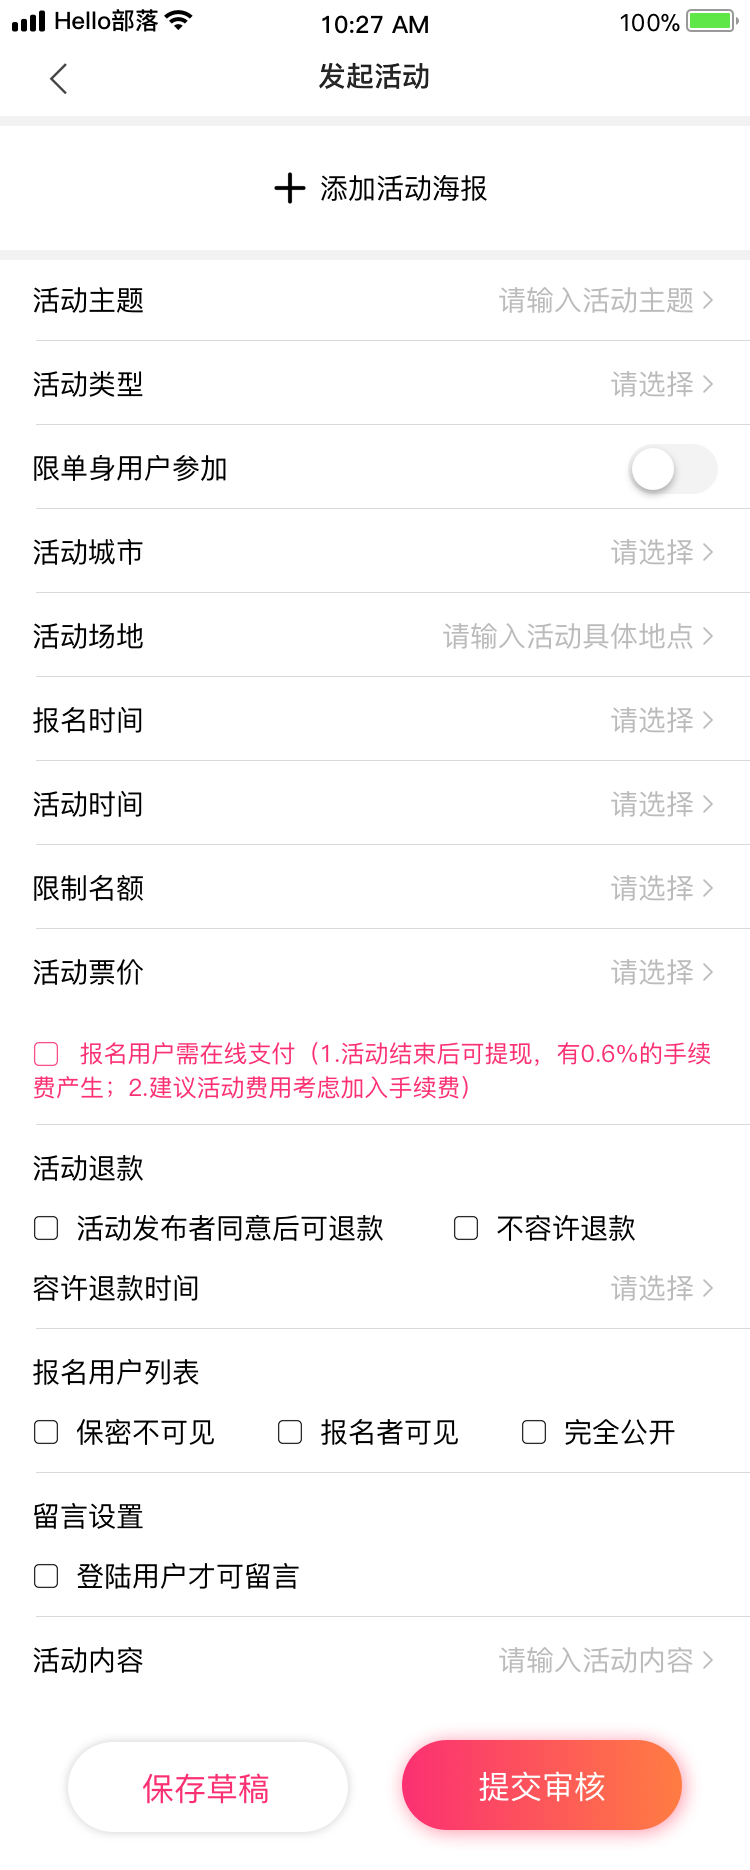 Hello部落 10:27 AM 100%
发起活动
添加活动海报
活动主题 请输入活动主题
活动类型 请选择
限单身用户参加
活动城市 请选择
活动场地 请输入活动具体地点
报名时间 请选择
活动时间 请选择
限制名额 请选择
活动票价 请选择
报名用户需在线支付（1.活动结束后可提现，有0.6%的手续
费产生；2.建议活动费用考虑加入手续费）
活动退款
活动发布者同意后可退款 不容许退款
容许退款时间 请选择
报名用户列表
保密不可见 报名者可见 完全公开
留言设置
登陆用户才可留言
活动内容 请输入活动内容
保存草稿 提交审核